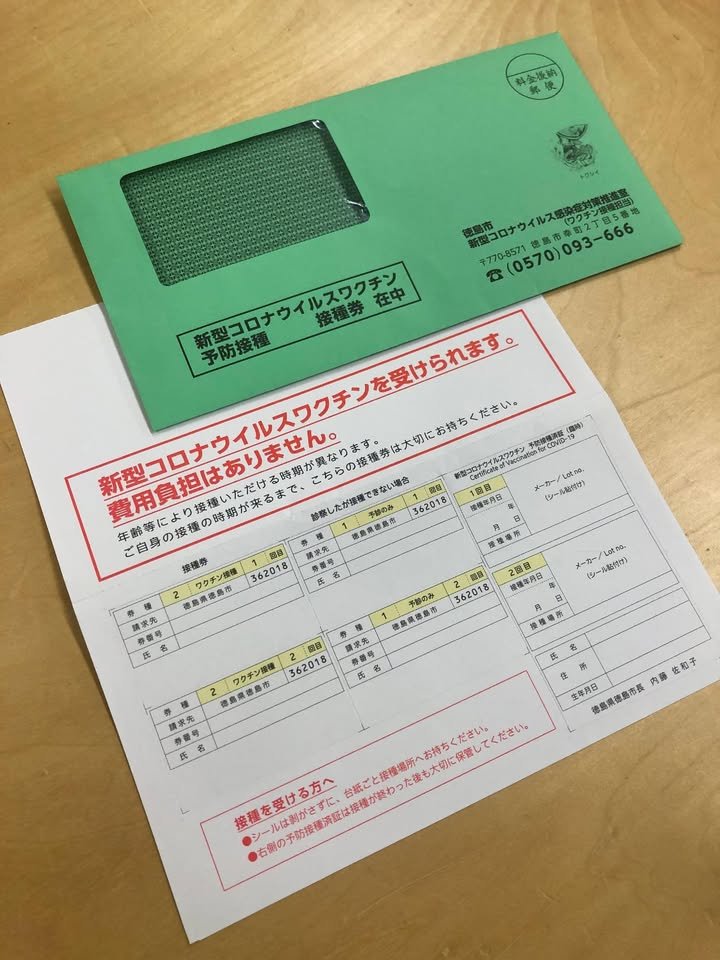 料金後納
郵便
トクシイ
徳島市
新型コロナウイルス感染症対策推進室
(ワクチン接種担当)
〒770-8571 徳島市幸町2丁目5番地
☎(0570)093-666
新型コロナウイルスワクチン
予防接種 接種券 在中
新型コロナウイルスワクチンを受けられます。
費用負担はありません。
年齢等により接種いただける時期が異なります。
ご自身の接種の時期が来るまで、こちらの接種券は大切にお持ちください。
接種券
券種 2 ワクチン接種 1 回目
請求先 徳島県徳島市 362018
券番号
氏名
券種 2 ワクチン接種 2 回目
請求先 徳島県徳島市 362018
券番号
氏名
診察したが接種できない場合
券種 1 予診のみ 1 回目
請求先 徳島県徳島市 362018
券番号
氏名
券種 1 予診のみ 2 回目
請求先 徳島県徳島市 362018
券番号
氏名
新型コロナウイルスワクチン 予防接種済証(臨時)
Certificate of Vaccination for COVID-19
1回目
接種年月日
年
月 日
接種場所
メーカー/Lot no.
(シール貼付け)
2回目
接種年月日
年
月 日
接種場所
メーカー/Lot no.
(シール貼付け)
氏名
住所
生年月日
徳島県徳島市長 内藤 佐和子
接種を受ける方へ
●シールは剥がさずに、台紙ごと接種場所へお持ちください。
●右側の予防接種済証は接種が終わった後も大切に保管してください。